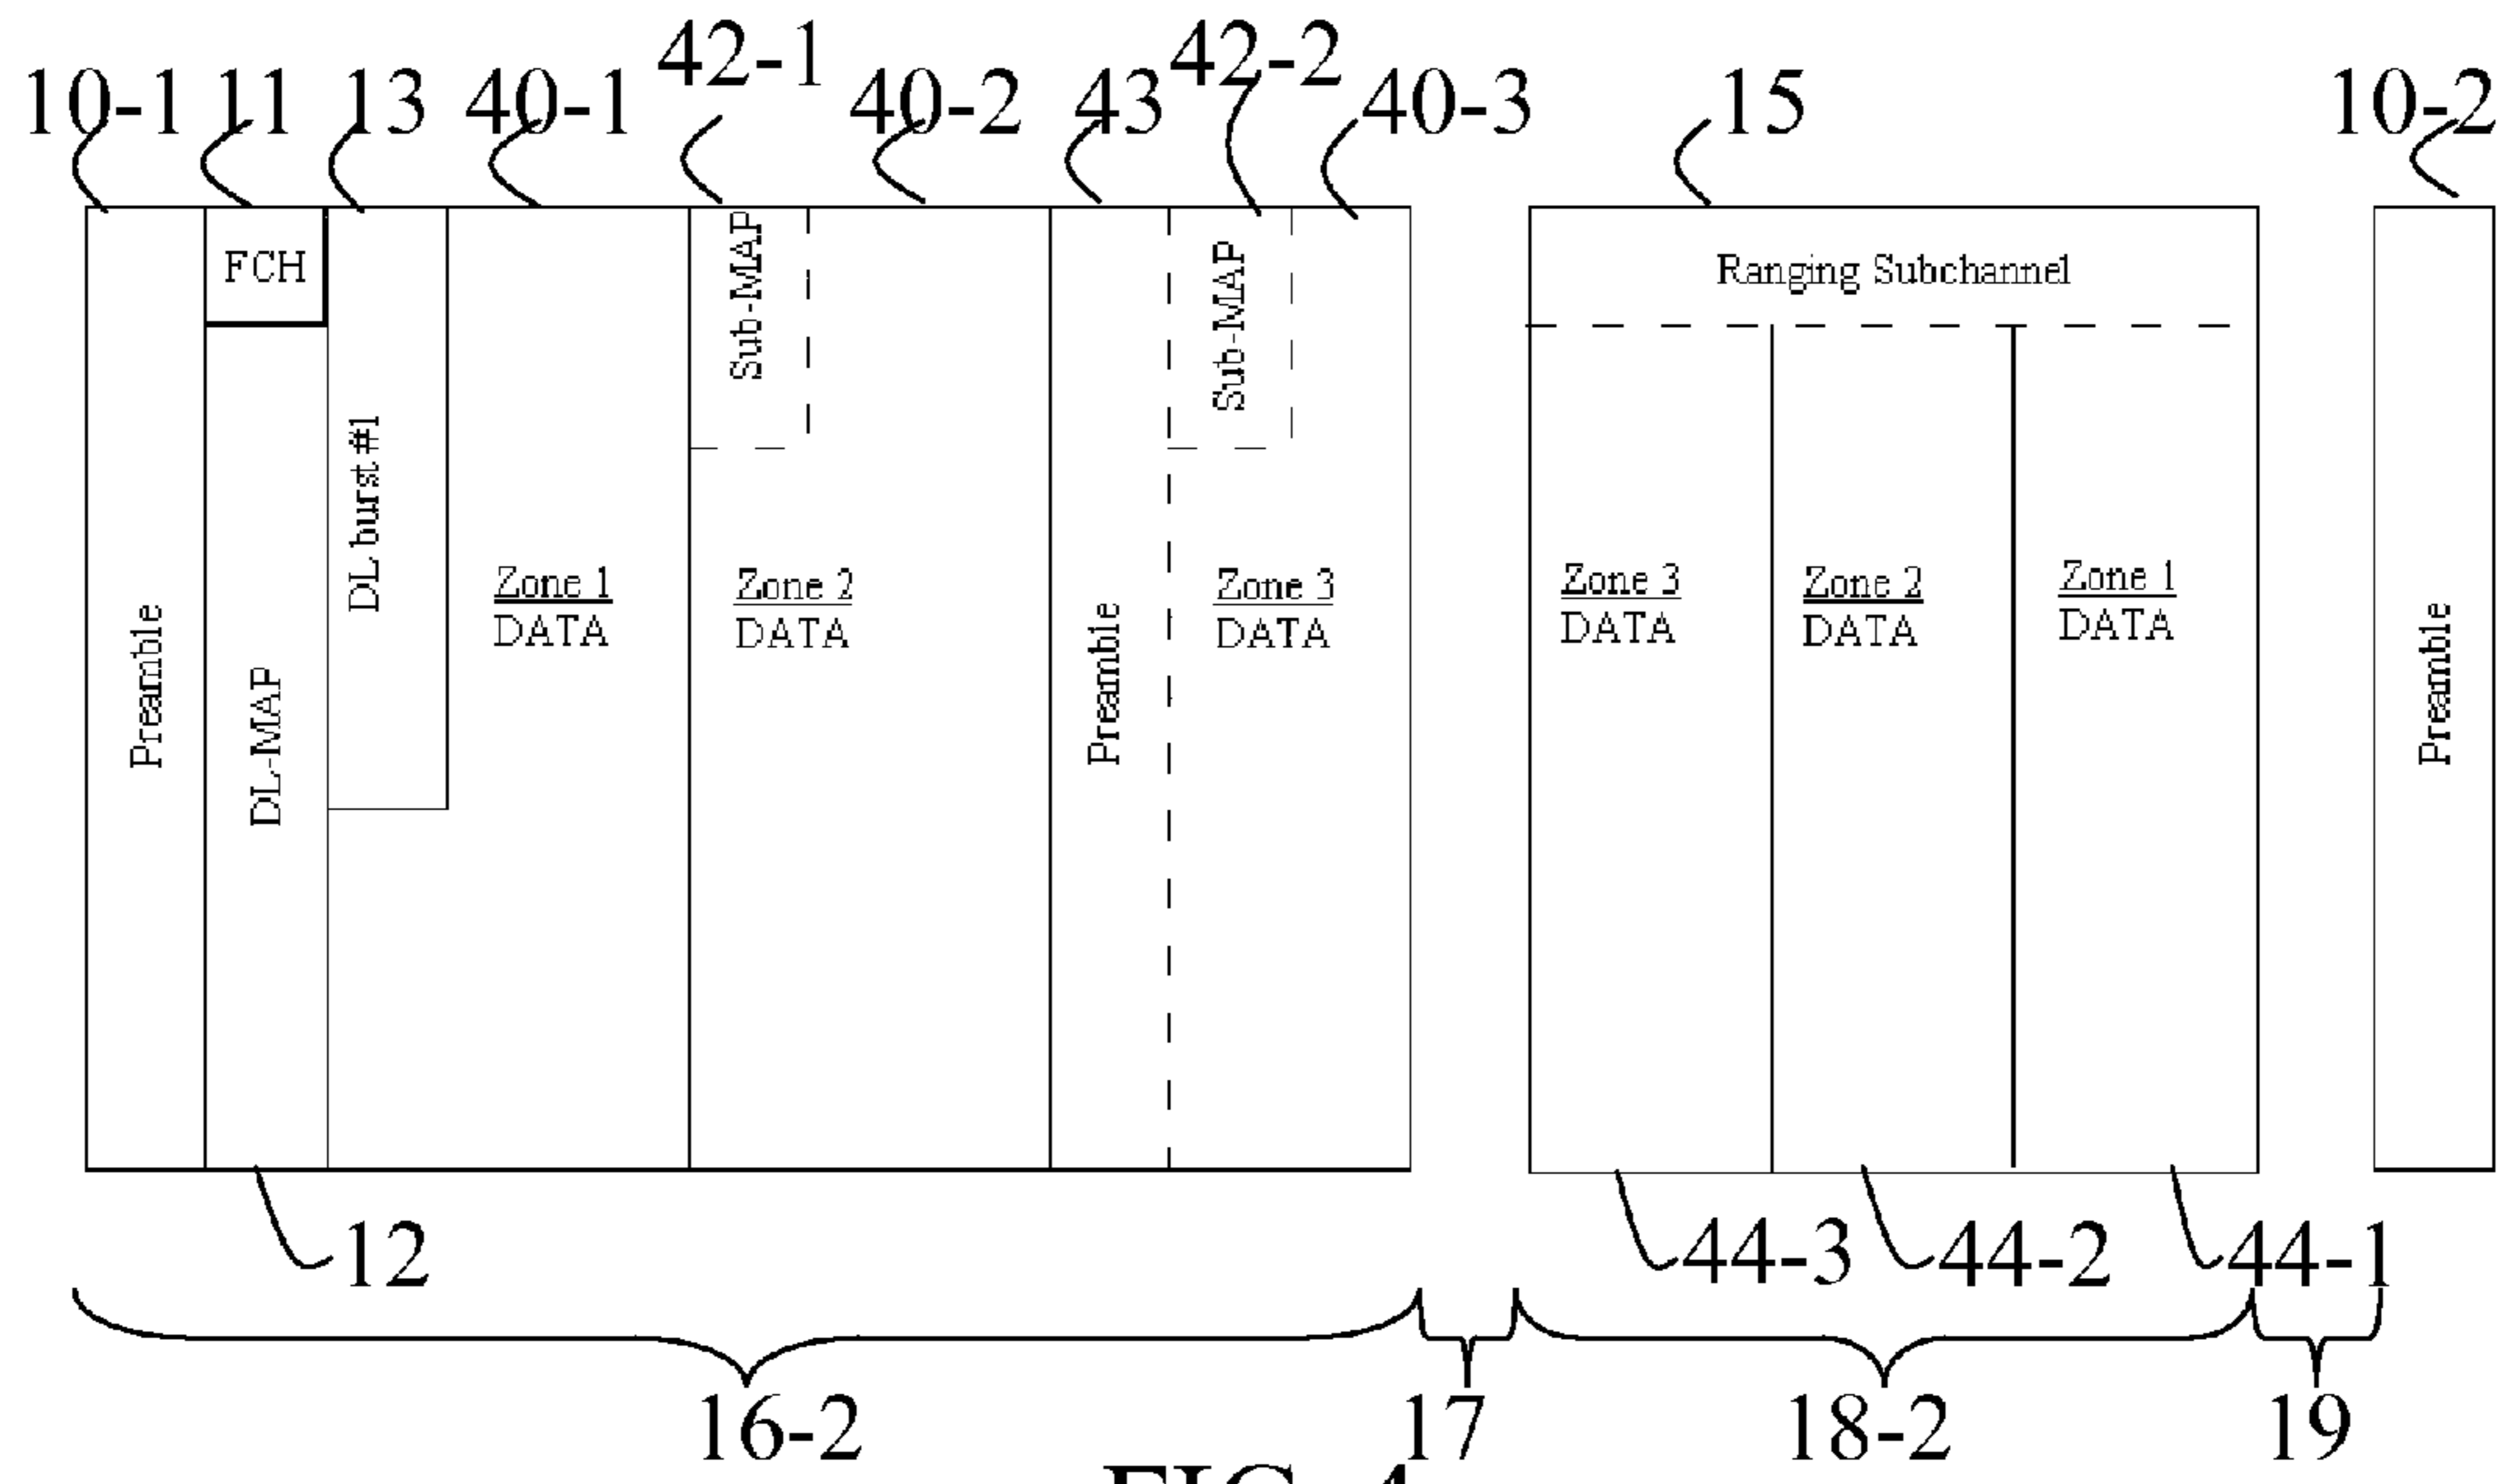 42-1
42-2
10-1 11 13 40-1 40-2 43 40-3 15 10-2
FCH
Sub-MAP
Sub-MAP
Ranging Subchannel
DL burst #1
Preamble
DL-MAP
Zone 1
DATA
Zone 2
DATA
Preamble
Zone 3
DATA
Zone 3
DATA
Zone 2
DATA
Zone 1
DATA
Preamble
12
44-3 44-2 44-1
16-2 17 18-2 19
FIG. 4